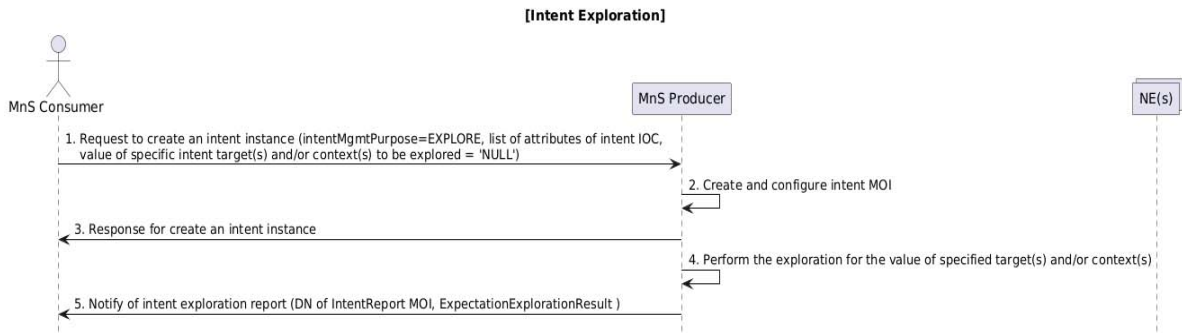 [Intent Exploration]
MnS Consumer
MnS Producer
NE(s)
1. Request to create an intent instance (intentMgmtPurpose=EXPLORE, list of attributes of intent IOC,
value of specific intent target(s) and/or context(s) to be explored = 'NULL')
2. Create and configure intent MOI
3. Response for create an intent instance
4. Perform the exploration for the value of specified target(s) and/or context(s)
5. Notify of intent exploration report (DN of IntentReport MOI, ExpectationExplorationResult )